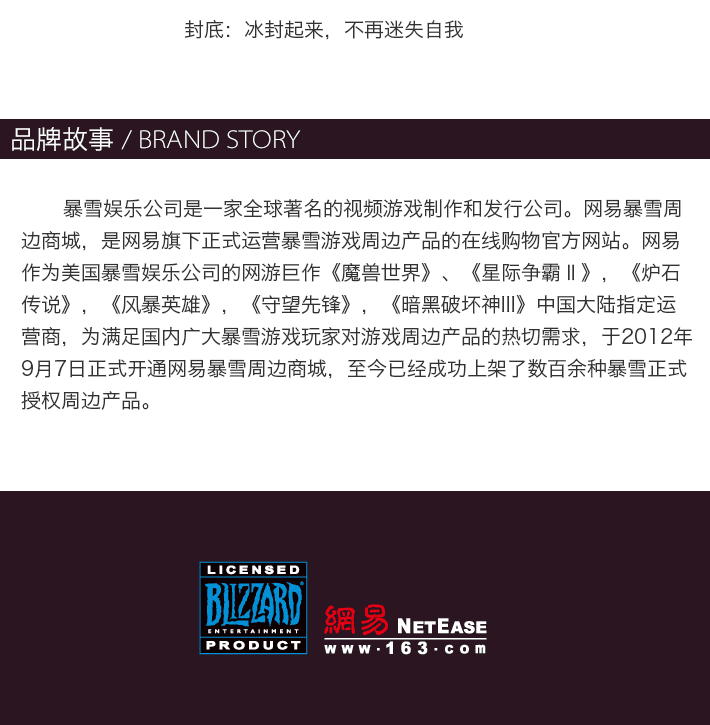 封底：冰封起来，不再迷失自我
品牌故事 / BRAND STORY
暴雪娱乐公司是一家全球著名的视频游戏制作和发行公司。网易暴雪周
边商城，是网易旗下正式运营暴雪游戏周边产品的在线购物官方网站。网易
作为美国暴雪娱乐公司的网游巨作《魔兽世界》、《星际争霸Ⅱ》，《炉石
传说》，《风暴英雄》，《守望先锋》，《暗黑破坏神III》中国大陆指定运
营商，为满足国内广大暴雪游戏玩家对游戏周边产品的热切需求，于2012年
9月7日正式开通网易暴雪周边商城，至今已经成功上架了数百余种暴雪正式
授权周边产品。
LICENSED
BLIZZARD®
ENTERTAINMENT
PRODUCT
網易 NETEASE
www.163.com